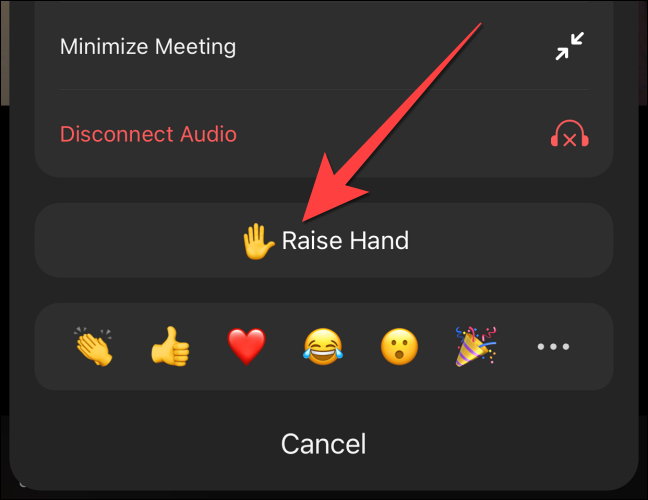 Minimize Meeting
Disconnect Audio
Raise Hand
Cancel